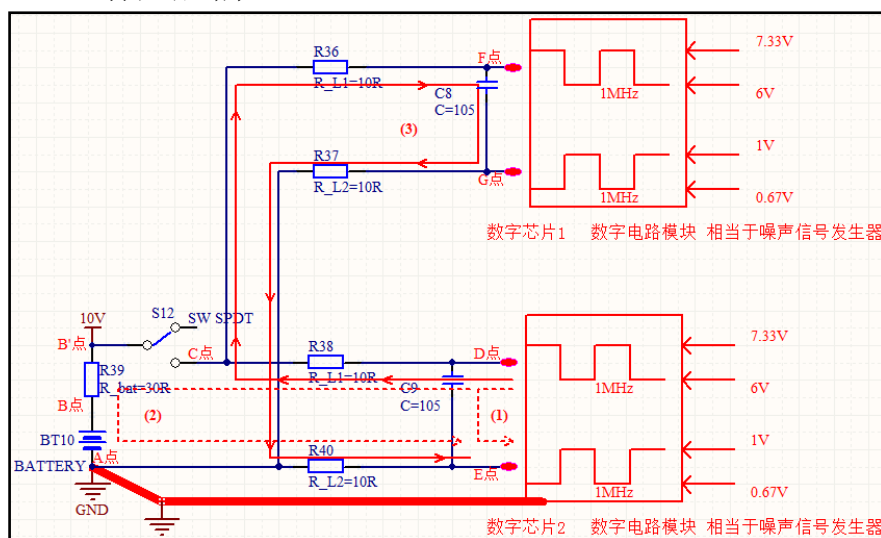 R36
R_L1=10R
F点
C8
C=105
(3)
R37
R_L2=10R
G点
1MHz
1MHz
7.33V
6V
1V
0.67V
数字芯片1 数字电路模块 相当于噪声信号发生器
10V
S12
SW SPDT
B'点
C点
R39
R_bat=30R
B点
(2)
BT10
BATTERY
A点
GND
R38
R_L1=10R
D点
C9
C=105
(1)
R40
R_L2=10R
E点
1MHz
1MHz
7.33V
6V
1V
0.67V
数字芯片2 数字电路模块 相当于噪声信号发生器